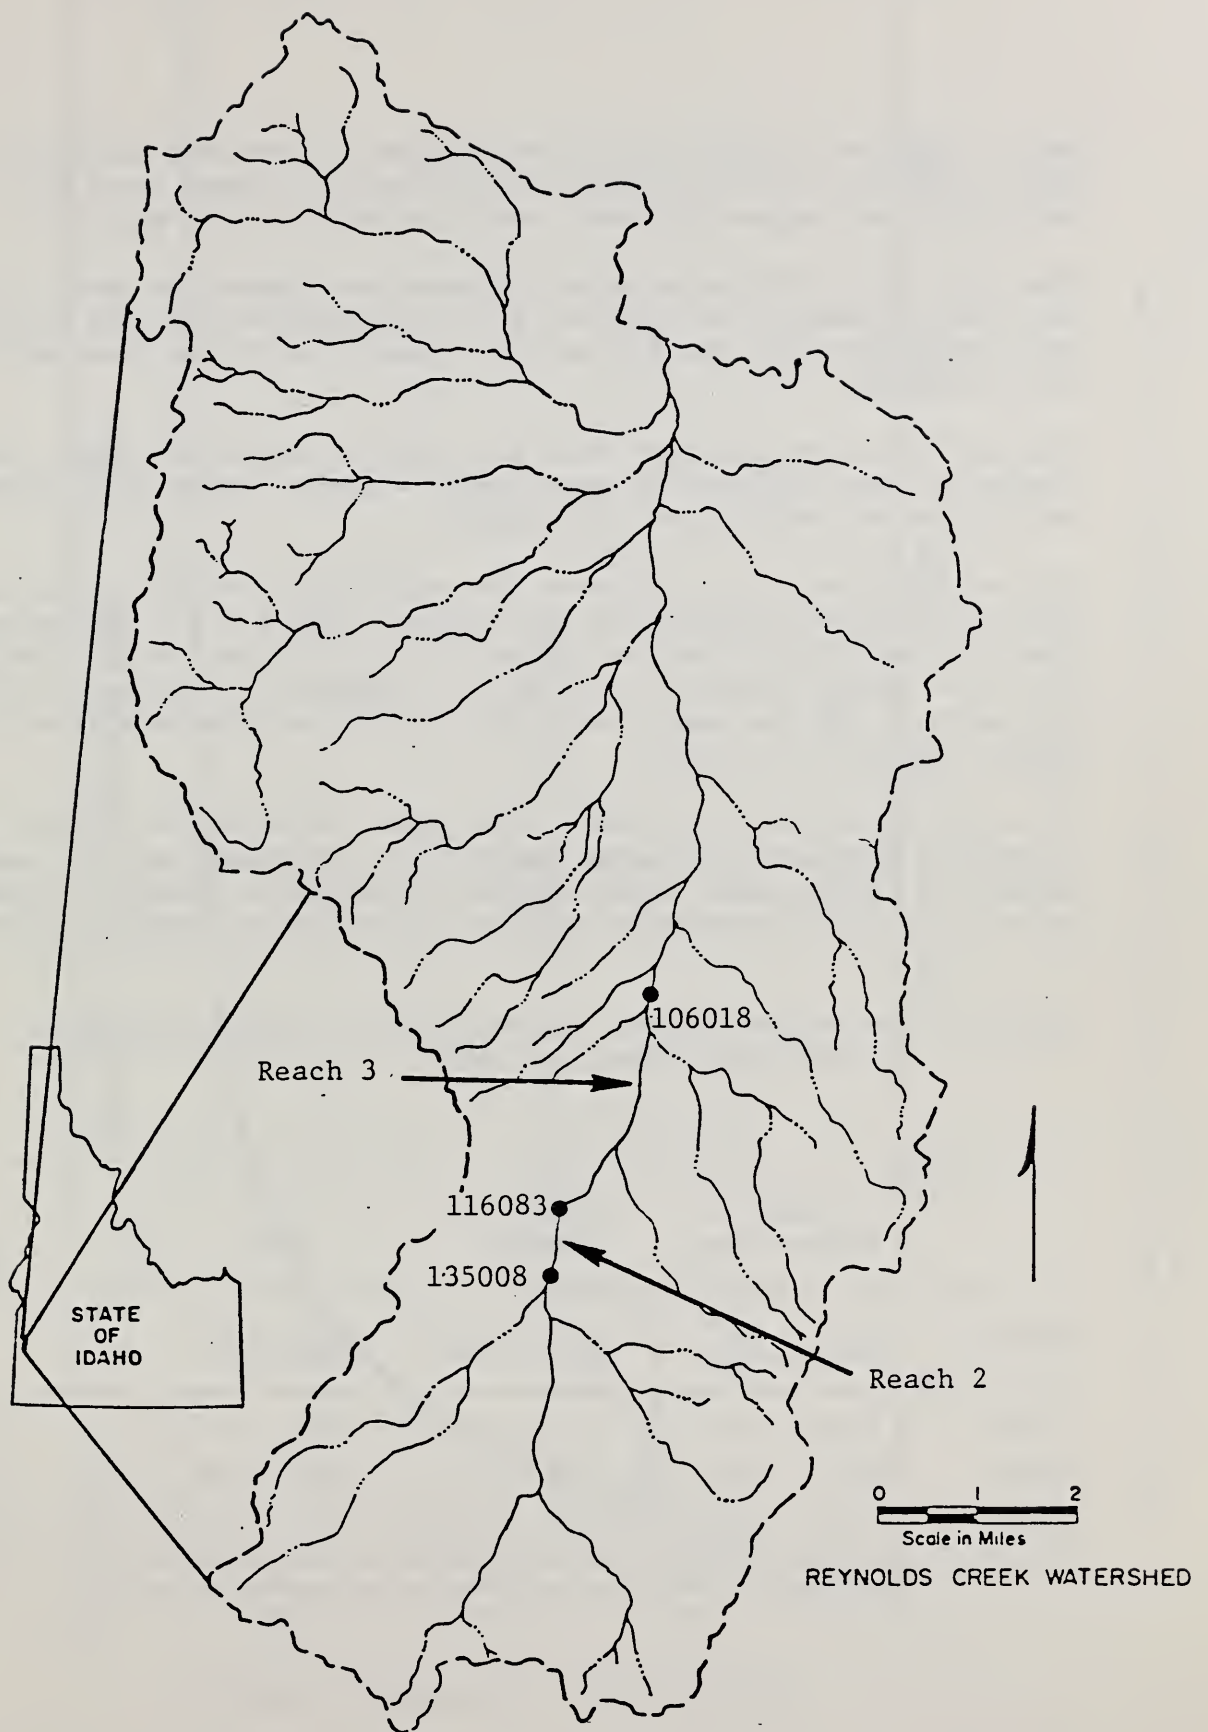 106018
Reach 3
116083
135008
STATE
OF
IDAHO
Reach 2
0 1 2
Scale in Miles
REYNOLDS CREEK WATERSHED